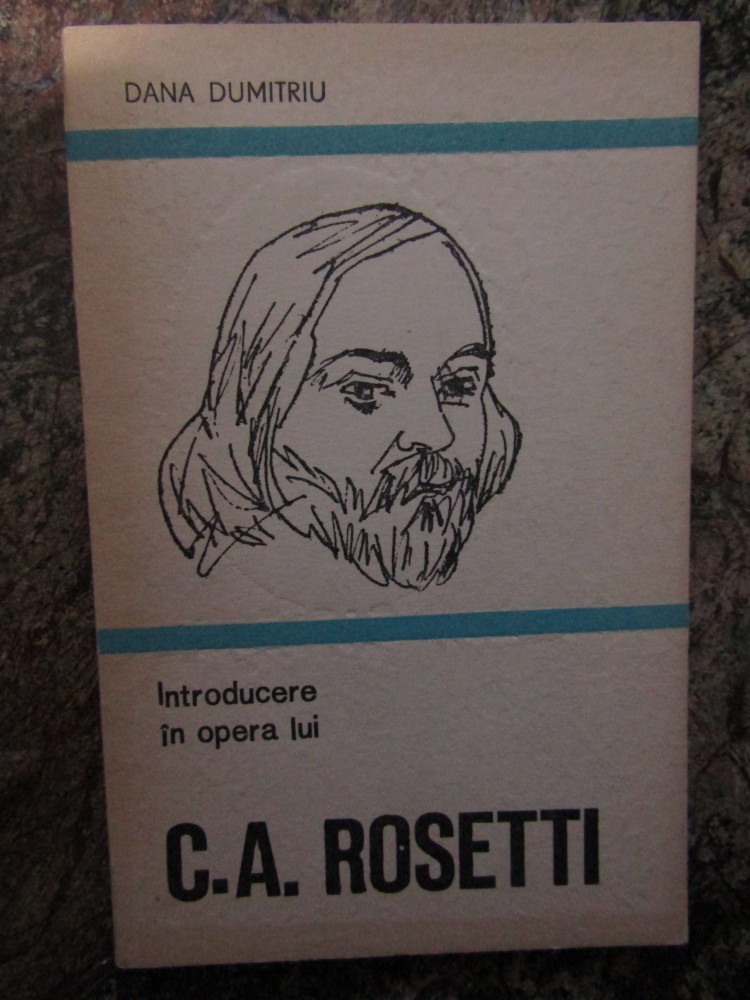 DANA DUMITRIU
Introducere
în opera lui
C.A. ROSETTI